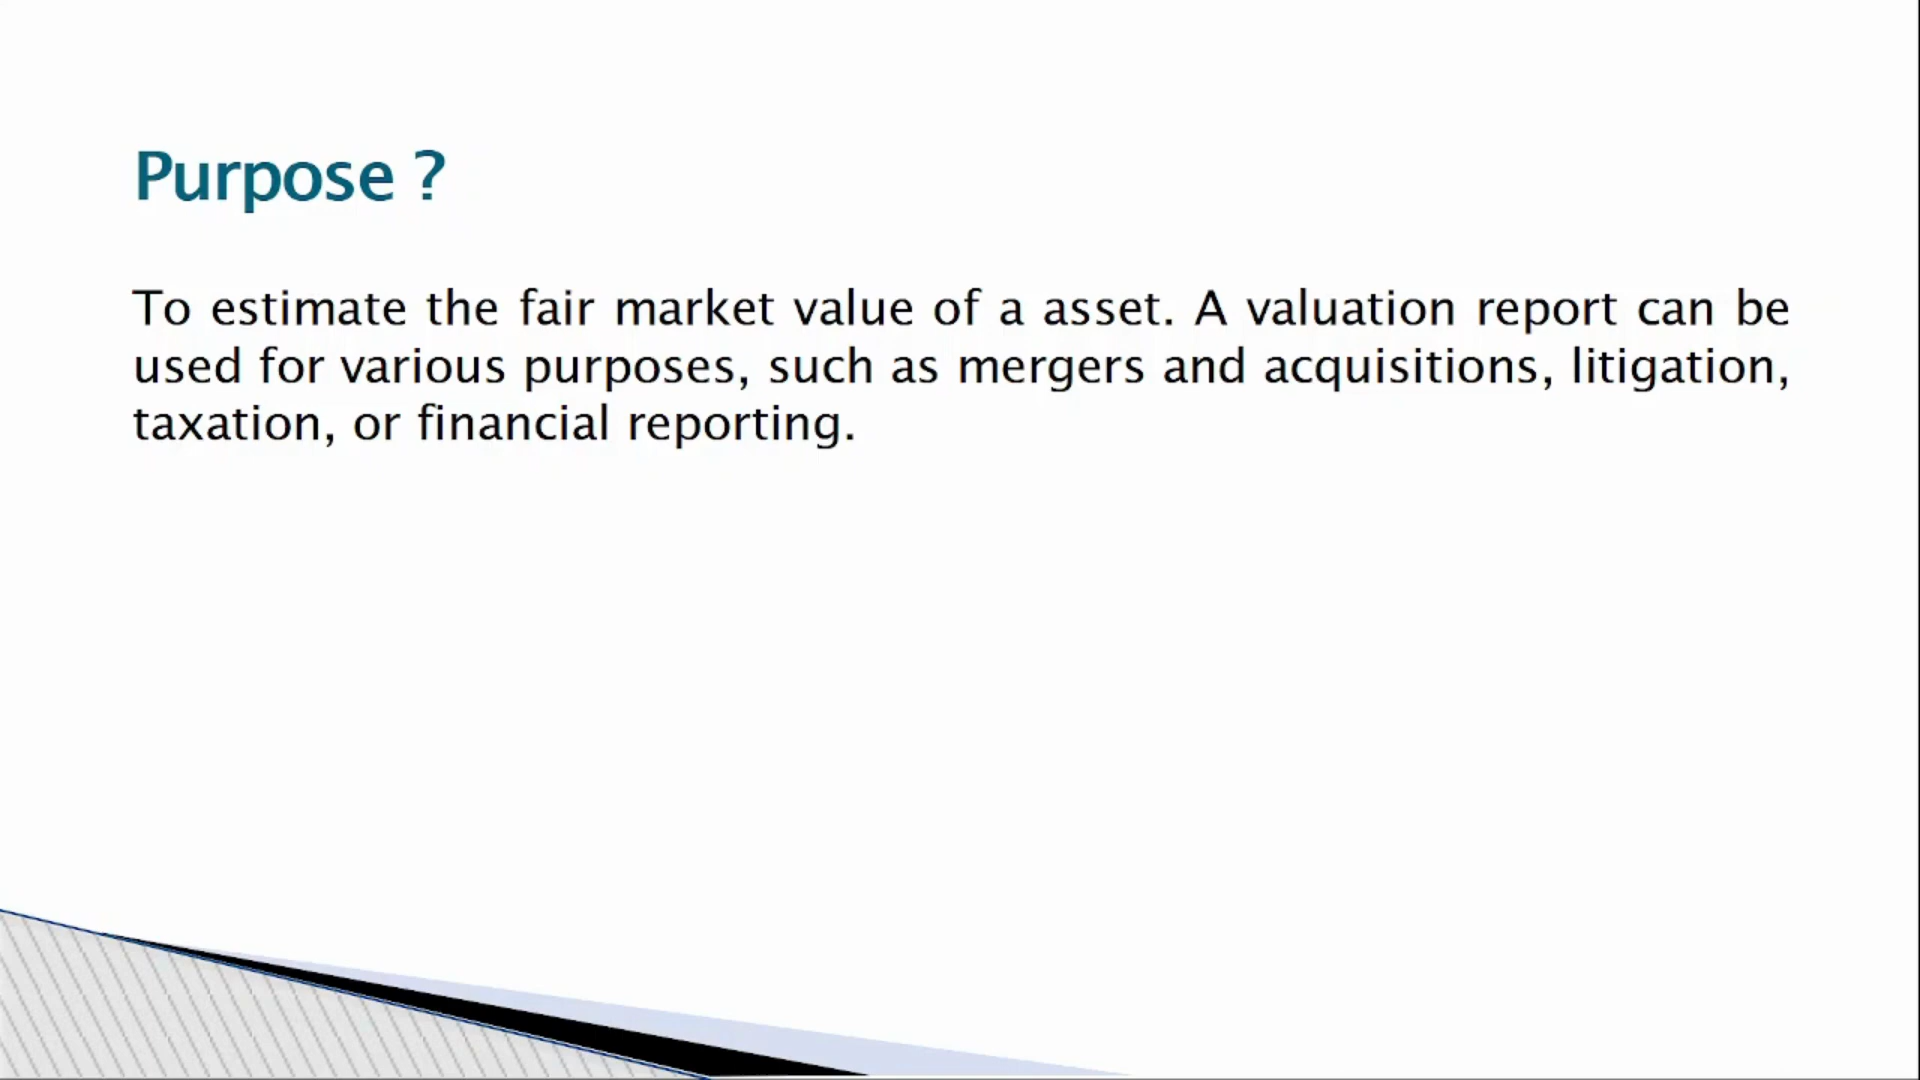 Purpose ?
To estimate the fair market value of a asset. A valuation report can be
used for various purposes, such as mergers and acquisitions, litigation,
taxation, or financial reporting.